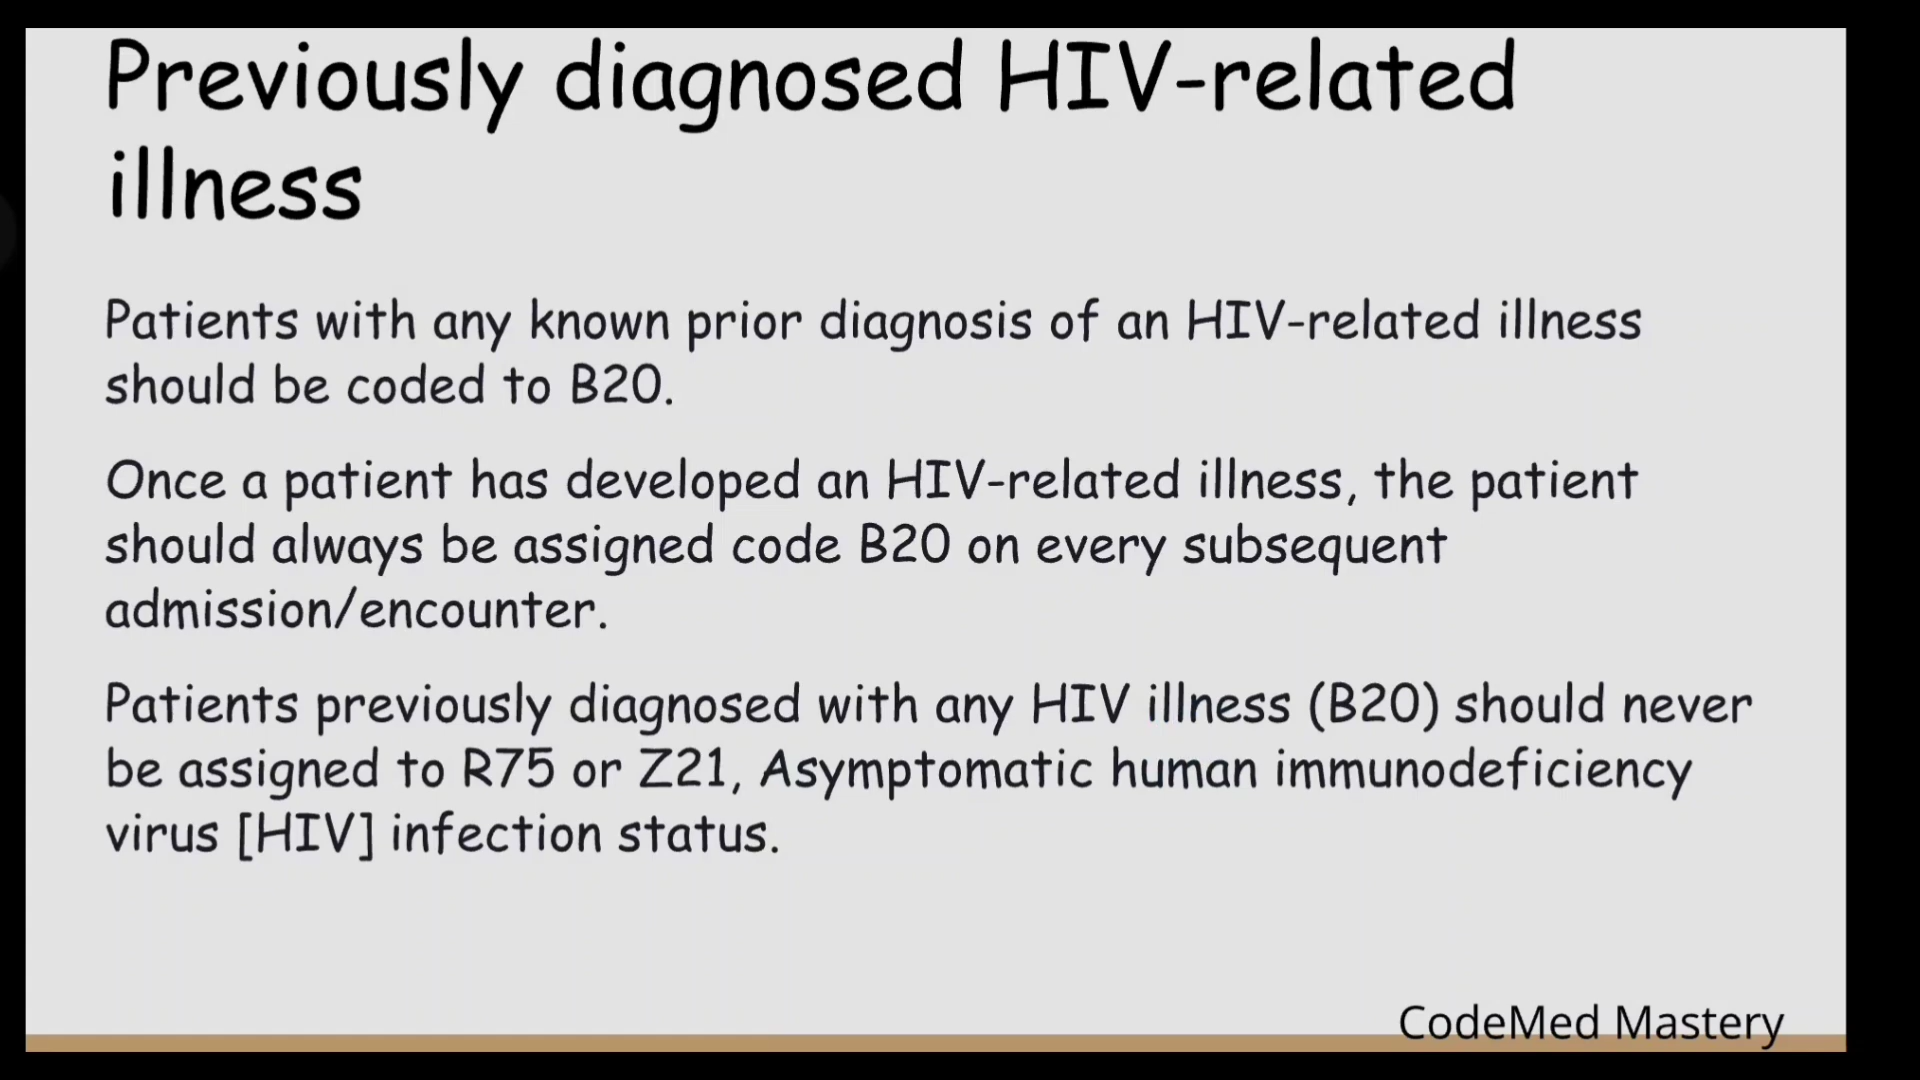 Previously diagnosed HIV-related
illness
Patients with any known prior diagnosis of an HIV-related illness
should be coded to B20.
Once a patient has developed an HIV-related illness, the patient
should always be assigned code B20 on every subsequent
admission/encounter.
Patients previously diagnosed with any HIV illness (B20) should never
be assigned to R75 or Z21, Asymptomatic human immunodeficiency
virus [HIV] infection status.
CodeMed Mastery